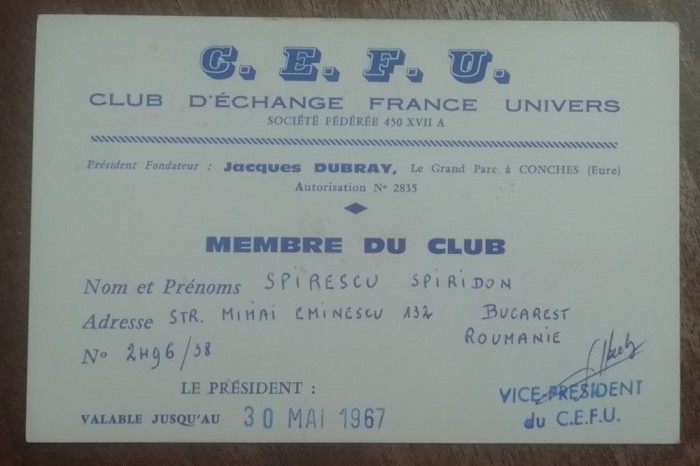 C. E. F. U.
CLUB D'ÉCHANGE FRANCE UNIVERS
SOCIÉTÉ FÉDÉRÉE 450 XVII A
Président Fondateur : Jacques DUBRAY, Le Grand Parc à CONCHES (Eure)
Autorisation N° 2835
MEMBRE DU CLUB
Nom et Prénoms SPIRESCU SPIRIDON
Adresse STR. MIHAI EMINESCU 132 BUCAREST
ROUMANIE
N° 2496/38
LE PRÉSIDENT :
VICE-PRESIDENT
du C.E.F.U.
VALABLE JUSQU'AU 30 MAI 1967